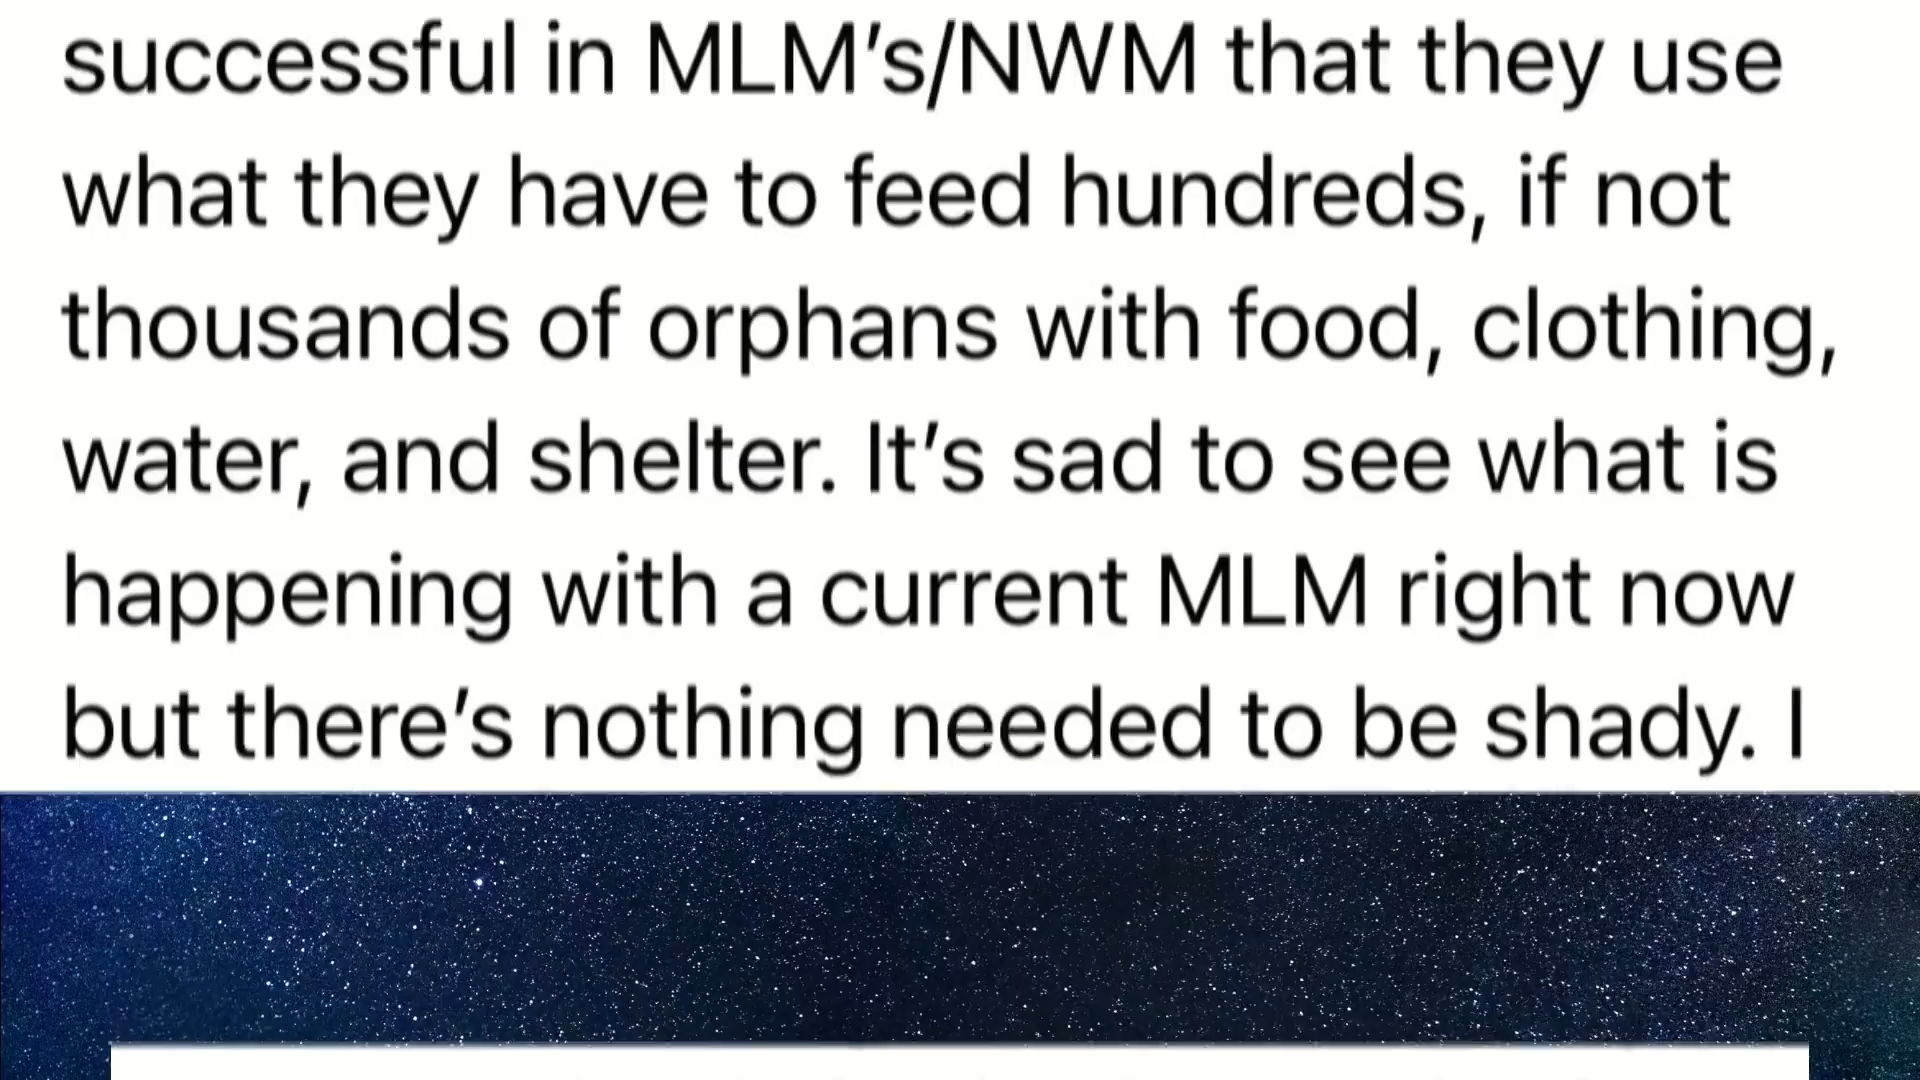 successful in MLM’s/NWM that they use
what they have to feed hundreds, if not
thousands of orphans with food, clothing,
water, and shelter. It’s sad to see what is
happening with a current MLM right now
but there’s nothing needed to be shady. I